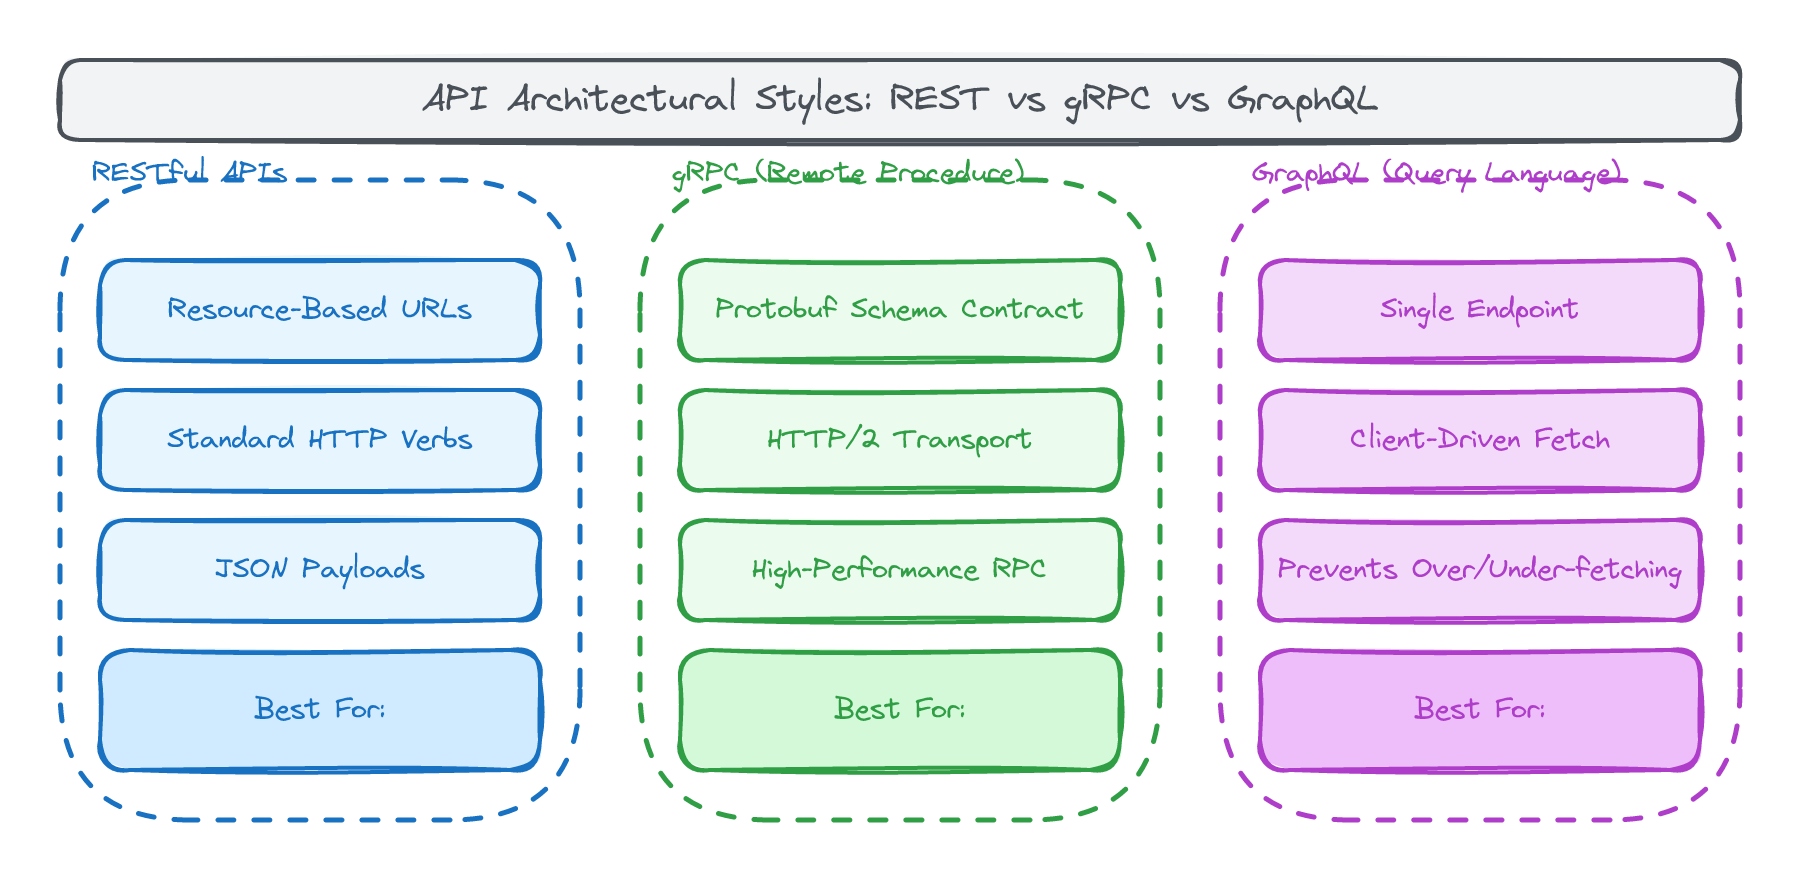 API Architectural Styles: REST vs gRPC vs GraphQL
RESTful APIs
Resource-Based URLs
Standard HTTP Verbs
JSON Payloads
Best For:
gRPC (Remote Procedure)
Protobuf Schema Contract
HTTP/2 Transport
High-Performance RPC
Best For:
GraphQL (Query Language)
Single Endpoint
Client-Driven Fetch
Prevents Over/Under-fetching
Best For: